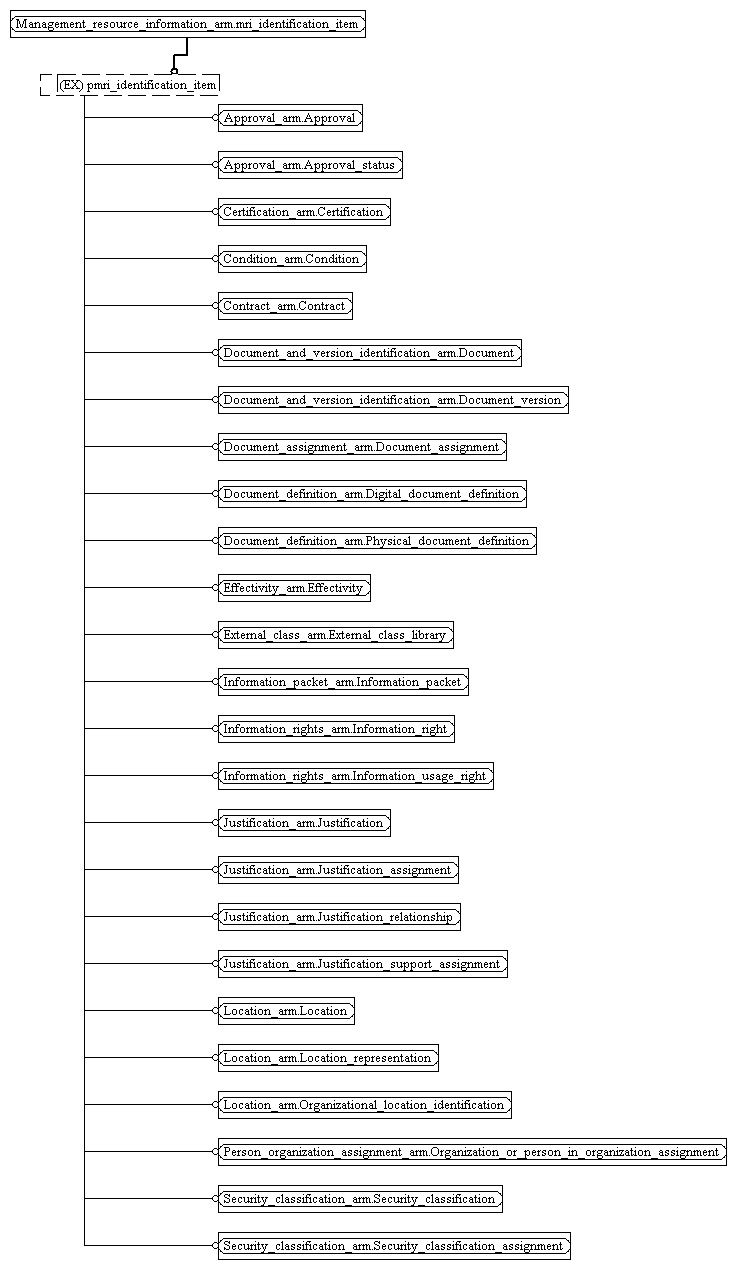 Management_resource_information_arm.mri_identification_item
(EX) pmri_identification_item
Approval_arm.Approval
Approval_arm.Approval_status
Certification_arm.Certification
Condition_arm.Condition
Contract_arm.Contract
Document_and_version_identification_arm.Document
Document_and_version_identification_arm.Document_version
Document_assignment_arm.Document_assignment
Document_definition_arm.Digital_document_definition
Document_definition_arm.Physical_document_definition
Effectivity_arm.Effectivity
External_class_arm.External_class_library
Information_packet_arm.Information_packet
Information_rights_arm.Information_right
Information_rights_arm.Information_usage_right
Justification_arm.Justification
Justification_arm.Justification_assignment
Justification_arm.Justification_relationship
Justification_arm.Justification_support_assignment
Location_arm.Location
Location_arm.Location_representation
Location_arm.Organizational_location_identification
Person_organization_assignment_arm.Organization_or_person_in_organization_assignment
Security_classification_arm.Security_classification
Security_classification_arm.Security_classification_assignment